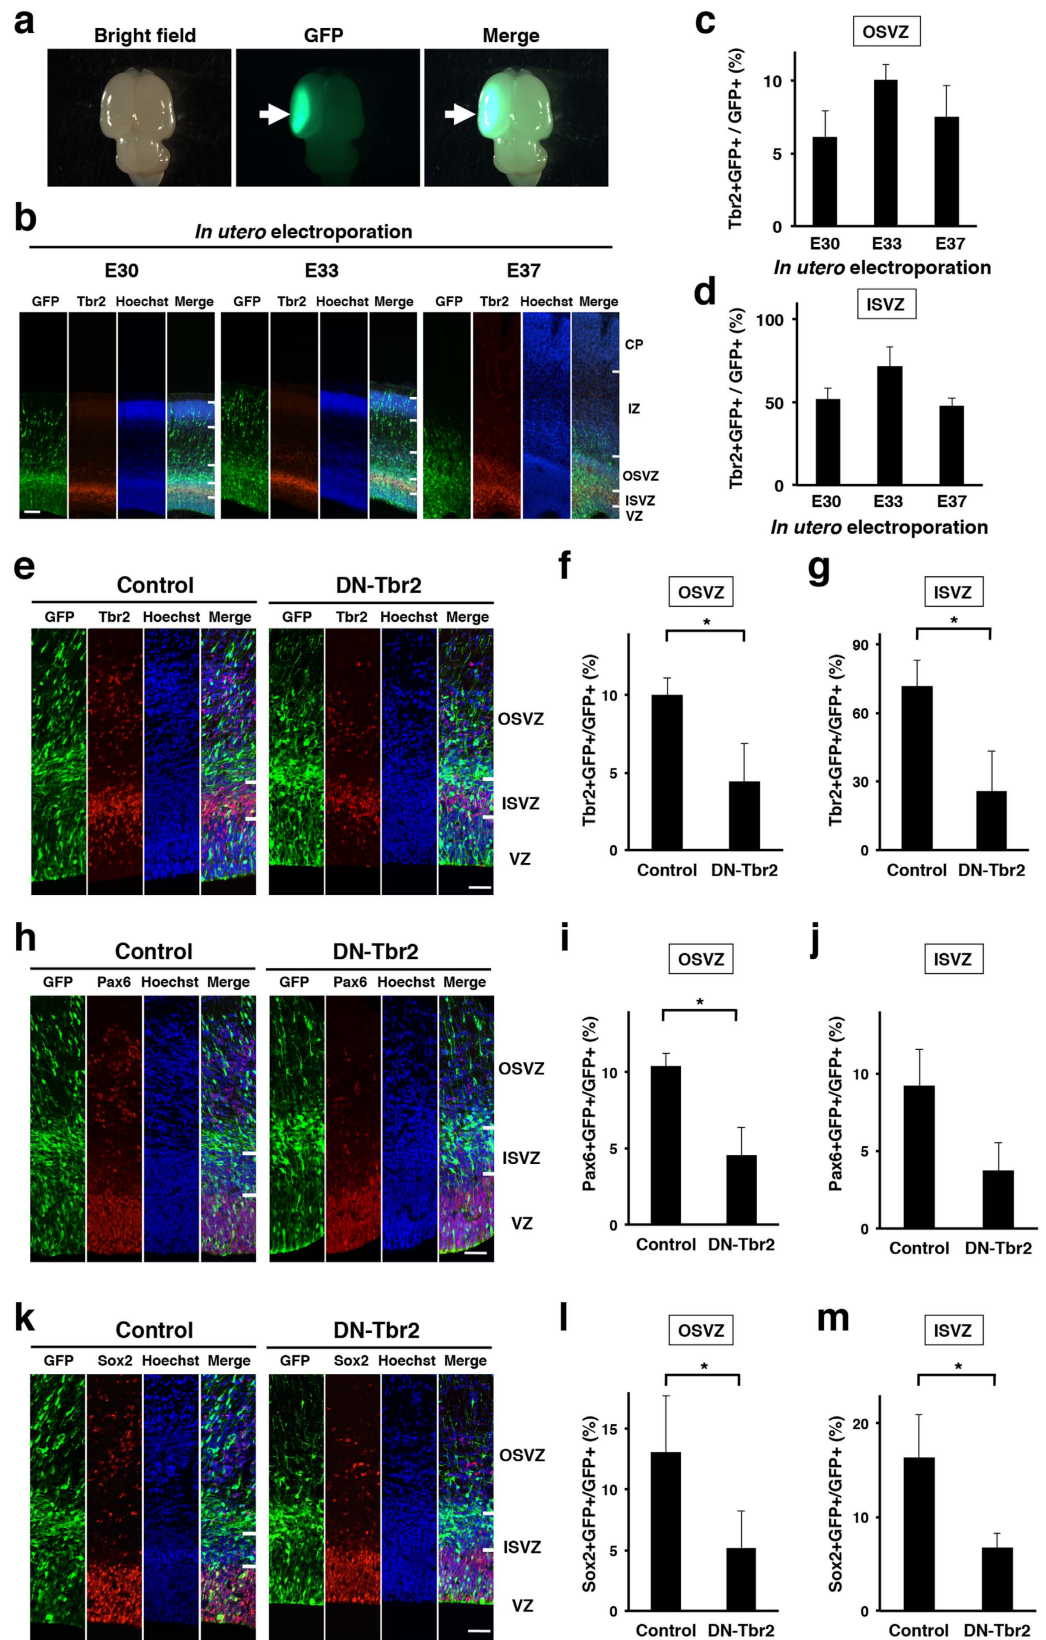 a
Bright field GFP Merge
b
In utero electroporation
E30 E33 E37
GFP Tbr2 Hoechst Merge GFP Tbr2 Hoechst Merge GFP Tbr2 Hoechst Merge
CP
IZ
OSVZ
ISVZ
VZ
c
OSVZ
Tbr2+GFP+ / GFP+ (%)
10
5
0
E30 E33 E37
In utero electroporation
d
ISVZ
Tbr2+GFP+ / GFP+ (%)
100
50
0
E30 E33 E37
In utero electroporation
e
Control DN-Tbr2
GFP Tbr2 Hoechst Merge GFP Tbr2 Hoechst Merge
OSVZ
ISVZ
VZ
f
OSVZ
*
Tbr2+GFP+/GFP+ (%)
10
5
0
Control DN-Tbr2
g
ISVZ
*
Tbr2+GFP+/GFP+ (%)
90
60
30
0
Control DN-Tbr2
h
Control DN-Tbr2
GFP Pax6 Hoechst Merge GFP Pax6 Hoechst Merge
OSVZ
ISVZ
VZ
i
OSVZ
*
Pax6+GFP+/GFP+ (%)
10
5
0
Control DN-Tbr2
j
ISVZ
Pax6+GFP+/GFP+ (%)
10
5
0
Control DN-Tbr2
k
Control DN-Tbr2
GFP Sox2 Hoechst Merge GFP Sox2 Hoechst Merge
OSVZ
ISVZ
VZ
l
OSVZ
*
Sox2+GFP+/GFP+ (%)
15
10
5
0
Control DN-Tbr2
m
ISVZ
*
Sox2+GFP+/GFP+ (%)
20
10
0
Control DN-Tbr2